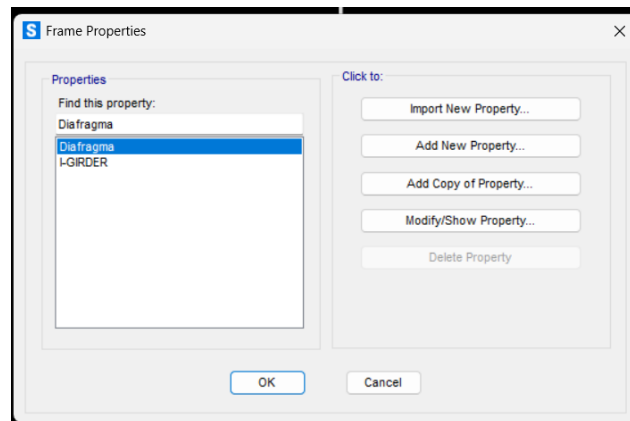 S Frame Properties
Properties
Find this property:
Diafragma
Diafragma
I-GIRDER
Click to:
Import New Property...
Add New Property...
Add Copy of Property...
Modify/Show Property...
Delete Property
OK
Cancel